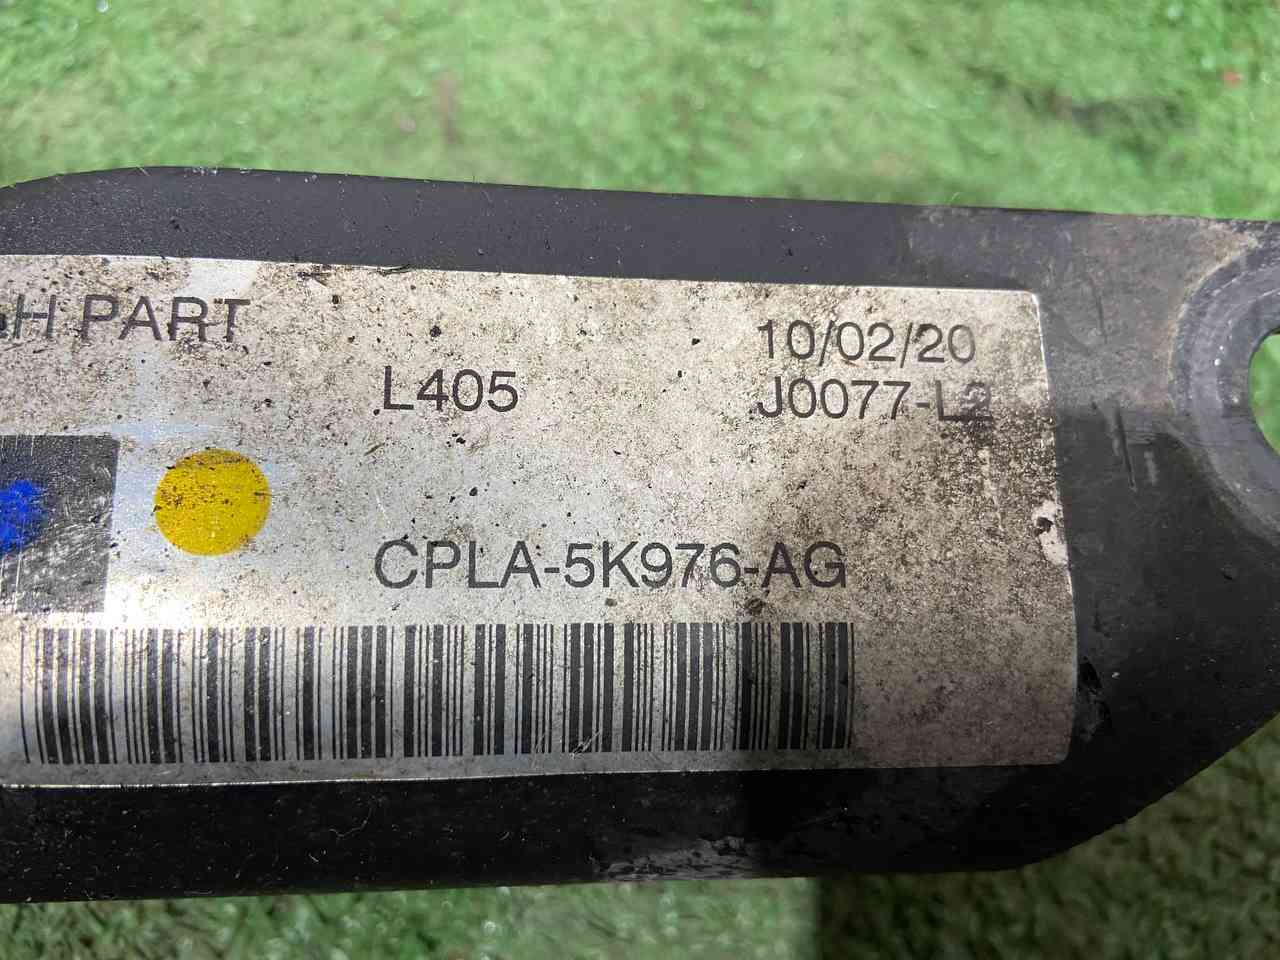 H PART
10/02/20
L405
J0077-L2
CPLA-5K976-AG